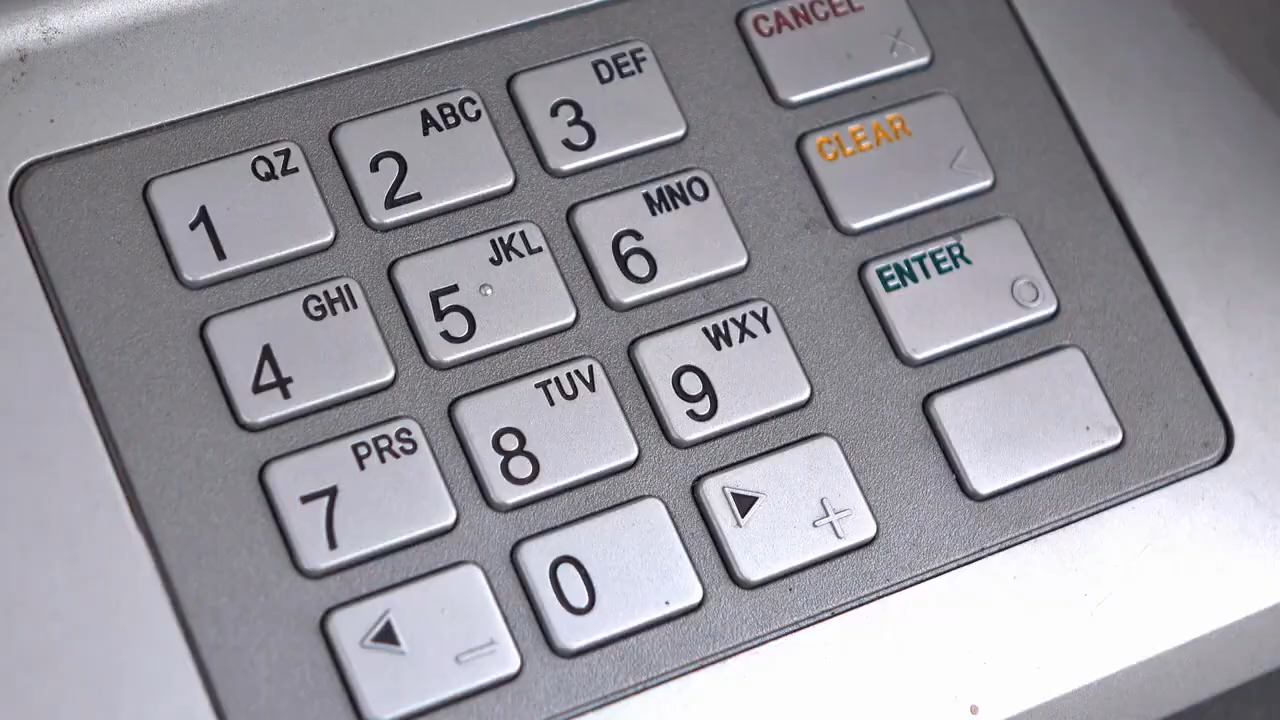 QZ
1
ABC
2
DEF
3
CANCEL
GHI
4
JKL
5
MNO
6
CLEAR
PRS
7
TUV
8
WXY
9
ENTER
0